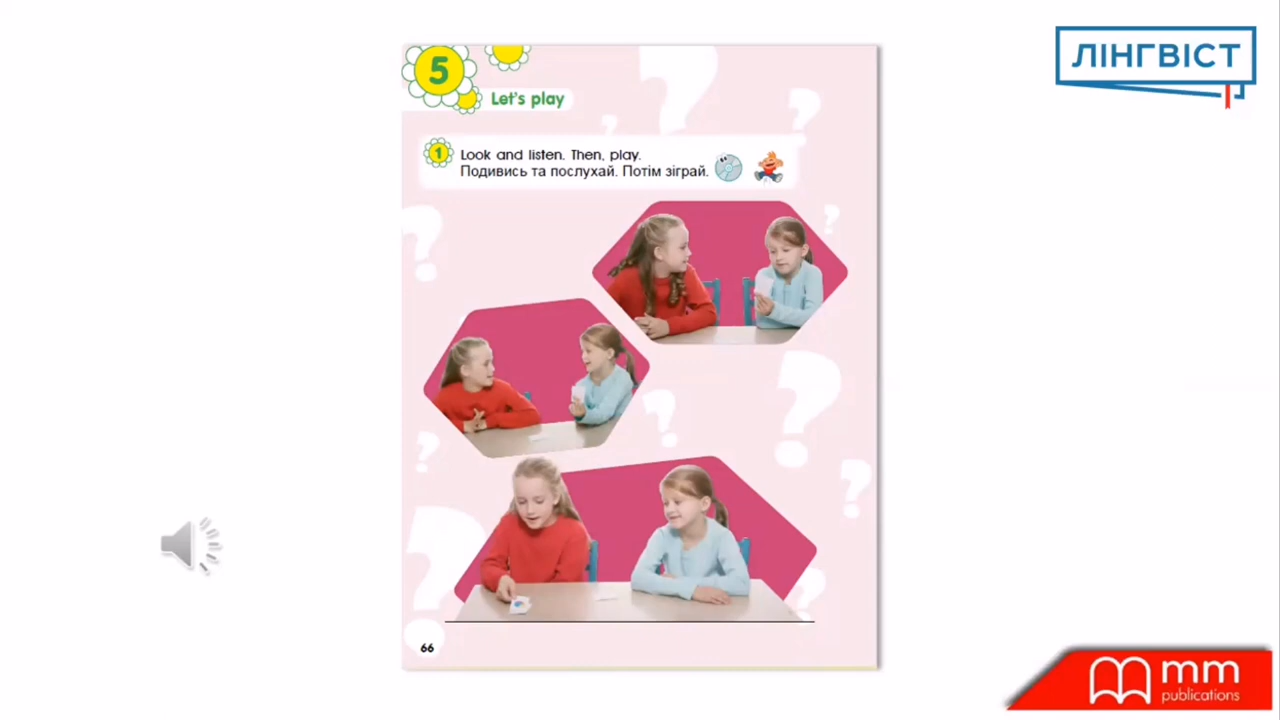 ЛІНГВІСТ
5
Let's play
1
Look and listen. Then, play.
Подивись та послухай. Потім зіграй.
66
mm
publications